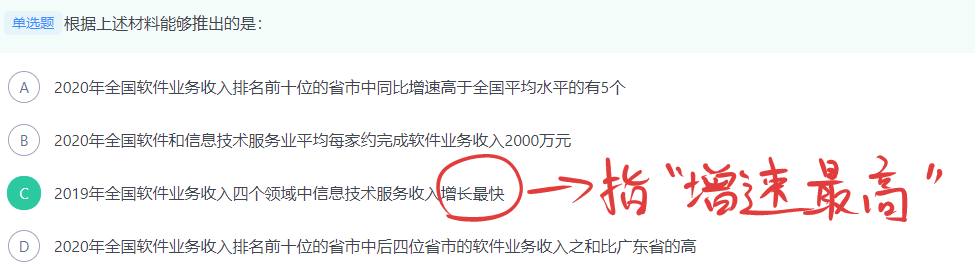 单选题 根据上述材料能够推出的是：
A 2020年全国软件业务收入排名前十位的省市中同比增速高于全国平均水平的有5个
B 2020年全国软件和信息技术服务业平均每家约完成软件业务收入2000万元
C 2019年全国软件业务收入四个领域中信息技术服务收入增长最快 指“增速最高”
D 2020年全国软件业务收入排名前十位的省市中后四位省市的软件业务收入之和比广东省的高